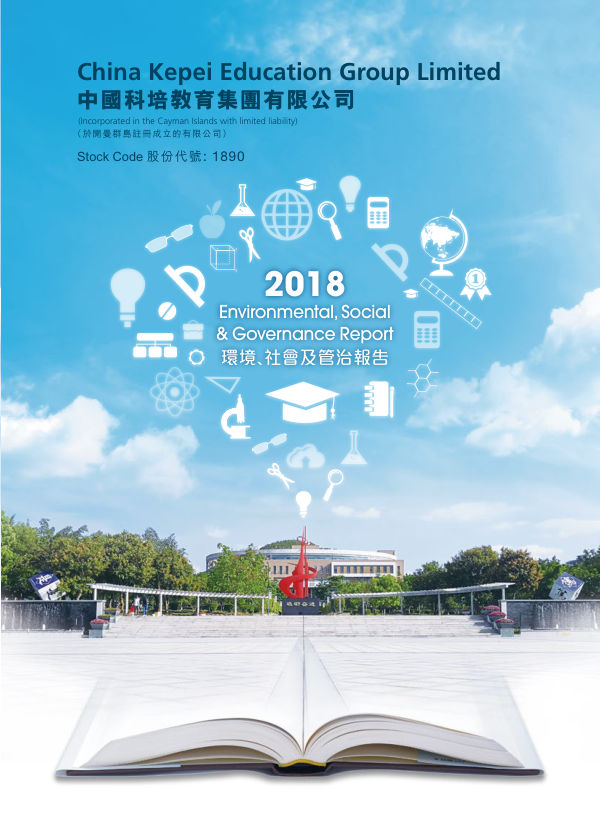 China Kepei Education Group Limited
中國科培教育集團有限公司
(Incorporated in the Cayman Islands with limited liability)
（於開曼群島註冊成立的有限公司）
Stock Code 股份代號：1890
1
2018
Environmental, Social
& Governance Report
環境、社會及管治報告